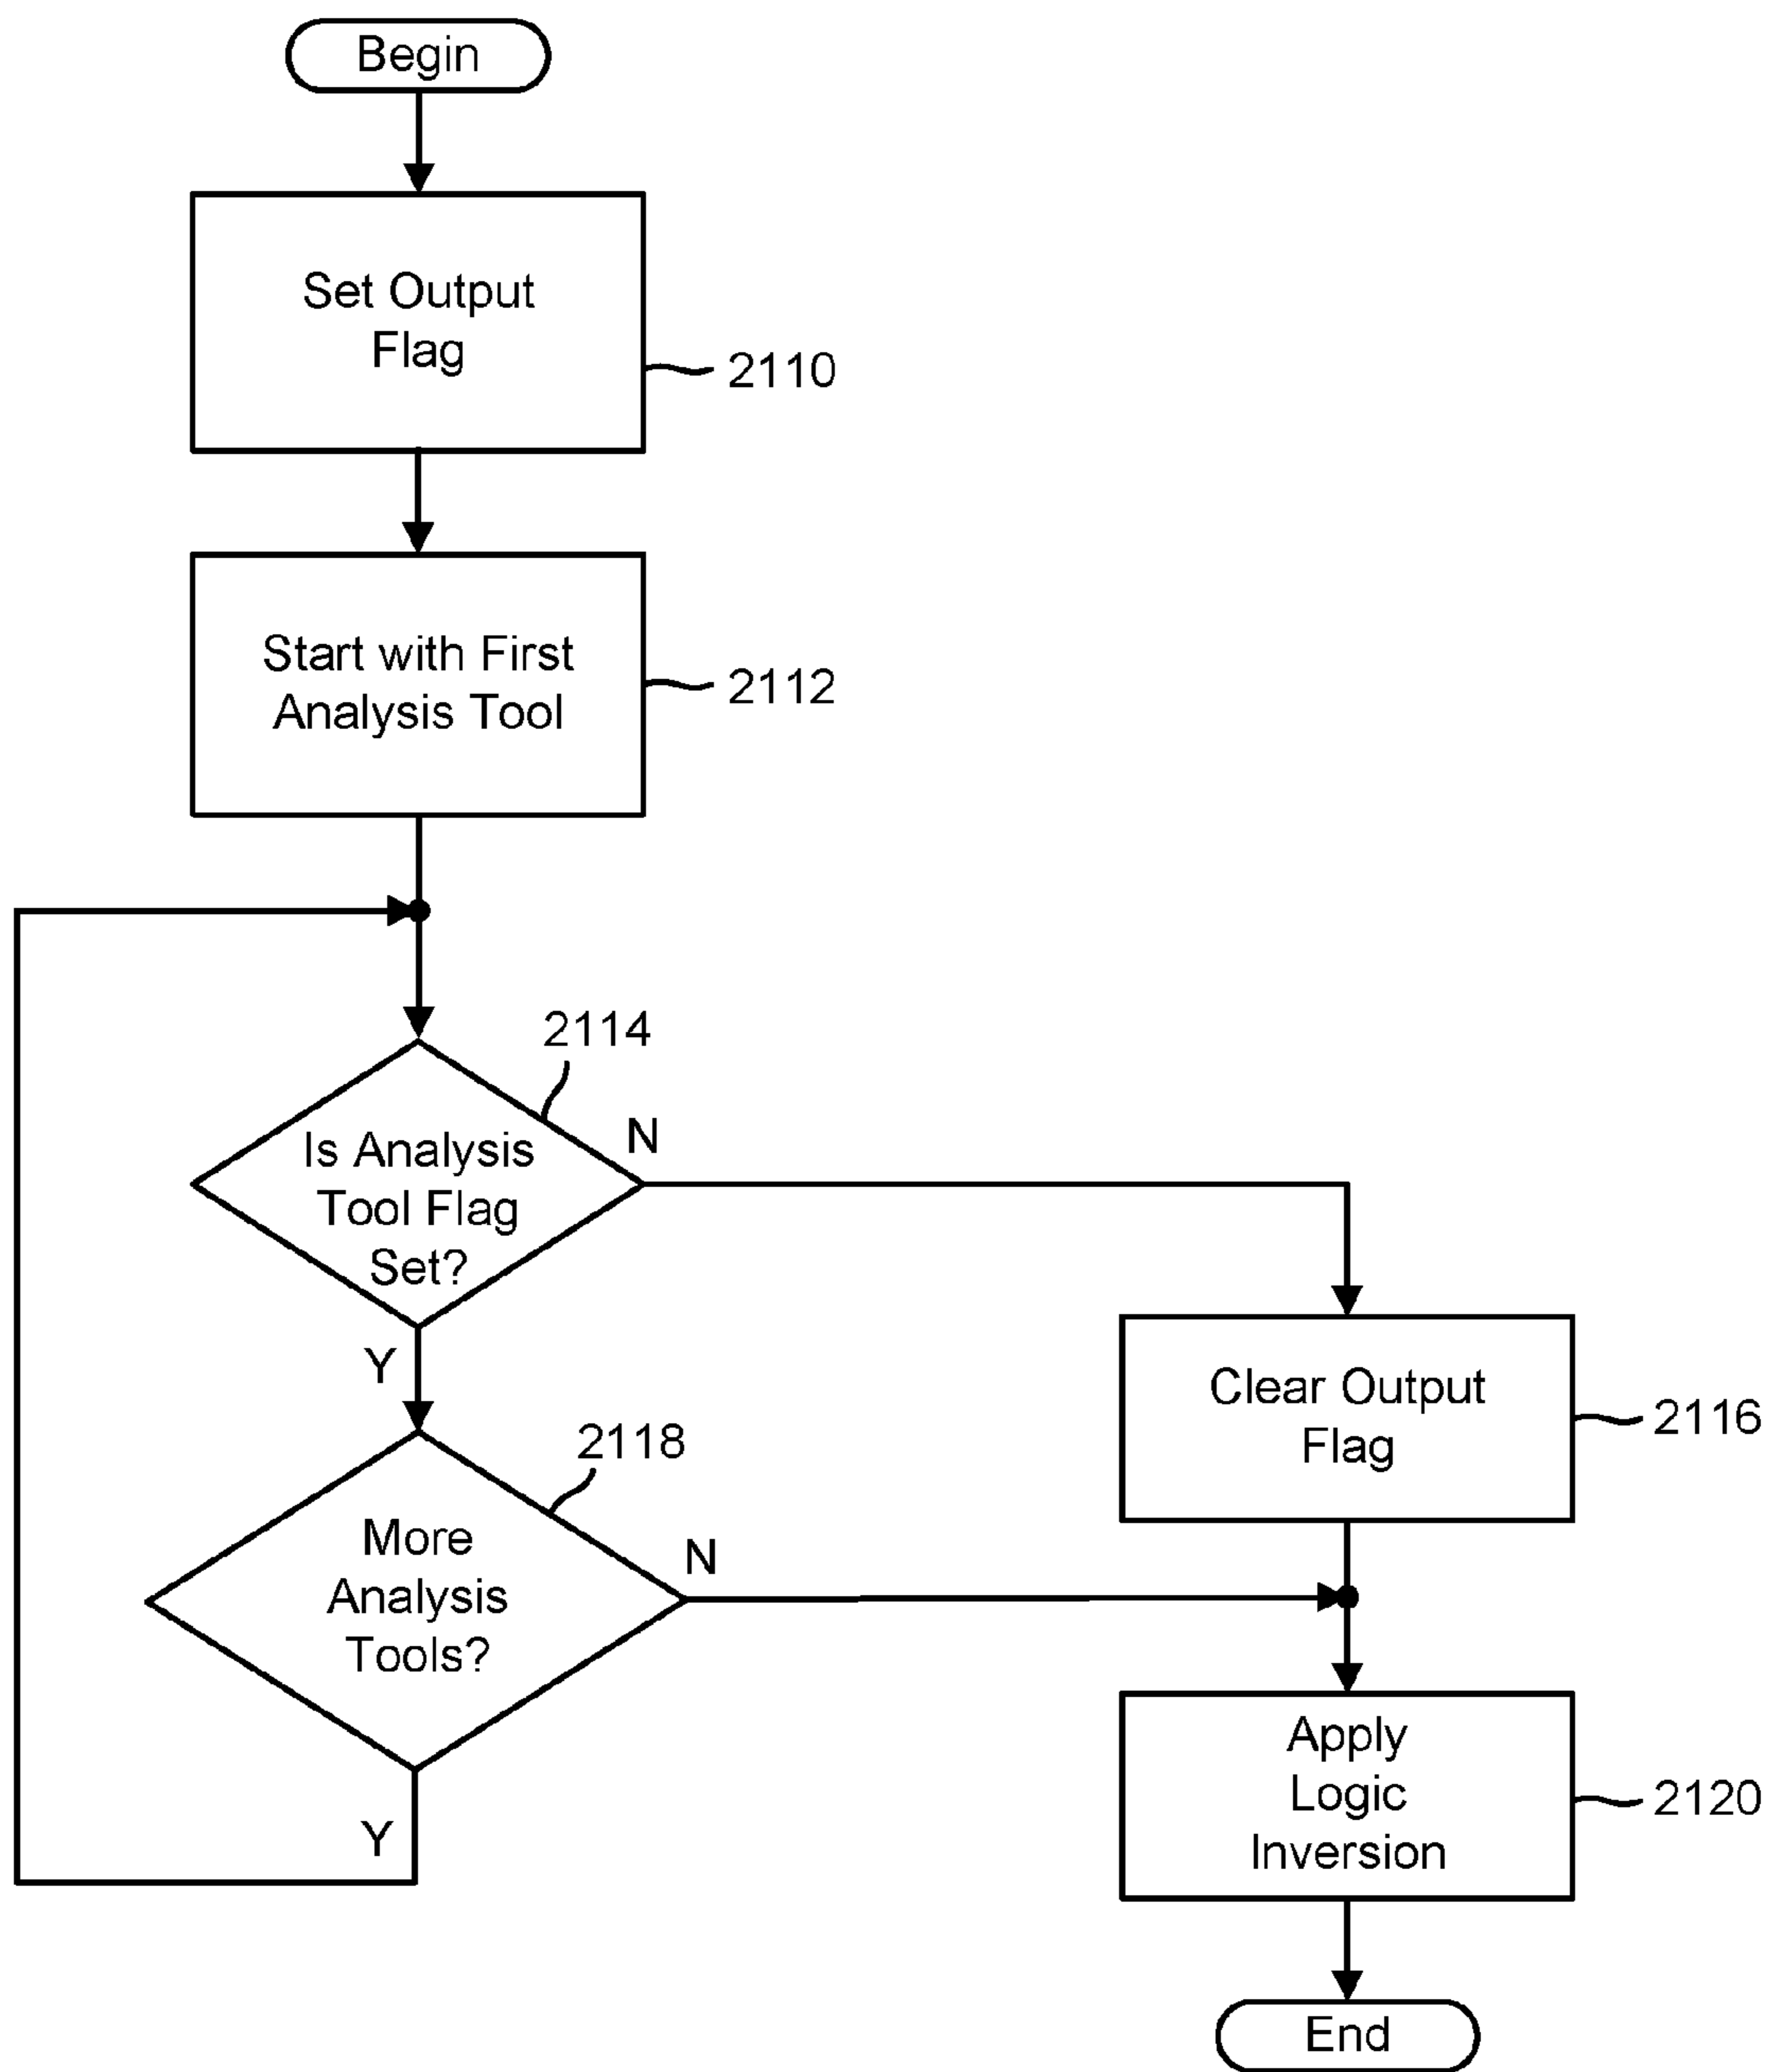 Begin
Set Output
Flag
2110
Start with First
Analysis Tool
2112
2114
Is Analysis
Tool Flag
Set?
N
Y
Clear Output
Flag
2116
2118
More
Analysis
Tools?
N
Y
Apply
Logic
Inversion
2120
End